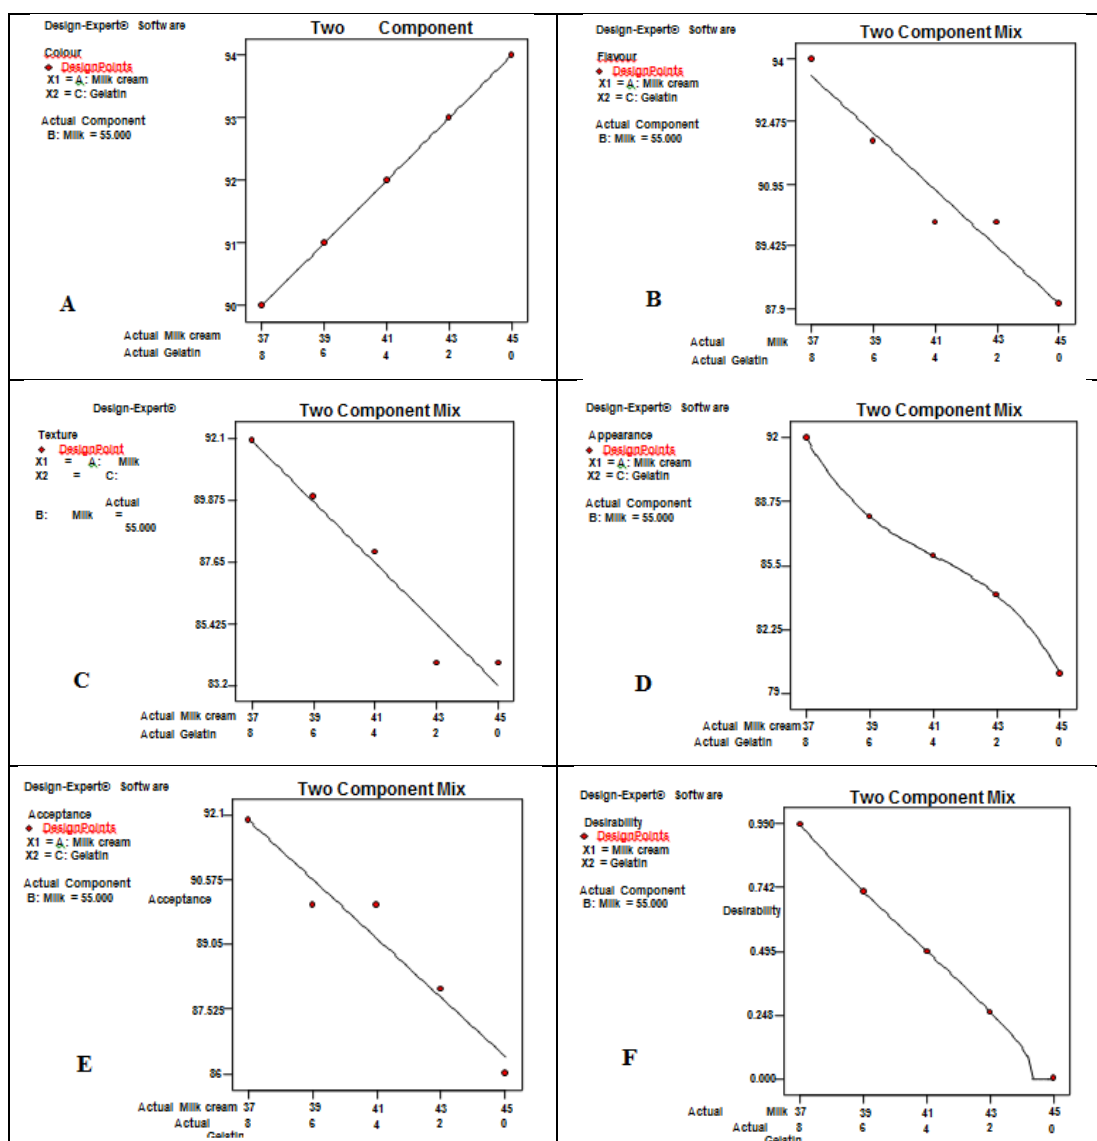 Design-Expert® Software
Two Component
Colour
DesignPoints
X1 = A: Milk cream
X2 = C: Gelatin
Actual Component
B: Milk = 55.000
94
93
92
91
90
A
Actual Milk cream 37 39 41 43 45
Actual Gelatin 8 6 4 2 0
Design-Expert® Software
Two Component Mix
Flavour
DesignPoints
X1 = A: Milk cream
X2 = C: Gelatin
Actual Component
B: Milk = 55.000
94
92.475
90.95
89.425
87.9
B
Actual Milk 37 39 41 43 45
Actual Gelatin 8 6 4 2 0
Design-Expert®
Two Component Mix
Texture
DesignPoint
X1 = A: Milk
X2 = C:
Actual
B: Milk =
55.000
92.1
89.875
87.65
85.425
83.2
C
Actual Milk cream 37 39 41 43 45
Actual Gelatin 8 6 4 2 0
Design-Expert® Software
Two Component Mix
Appearance
DesignPoints
X1 = A: Milk cream
X2 = C: Gelatin
Actual Component
B: Milk = 55.000
92
88.75
85.5
82.25
79
D
Actual Milk cream 37 39 41 43 45
Actual Gelatin 8 6 4 2 0
Design-Expert® Software
Two Component Mix
Acceptance
DesignPoints
X1 = A: Milk cream
X2 = C: Gelatin
Actual Component
B: Milk = 55.000
Acceptance
92.1
90.575
89.05
87.525
86
E
Actual Milk cream 37 39 41 43 45
Actual 8 6 4 2 0
Gelatin
Design-Expert® Software
Two Component Mix
Desirability
DesignPoints
X1 = Milk cream
X2 = Gelatin
Actual Component
B: Milk = 55.000
Desirability
0.990
0.742
0.495
0.248
0.000
F
Actual Milk 37 39 41 43 45
Actual 8 6 4 2 0
Gelatin